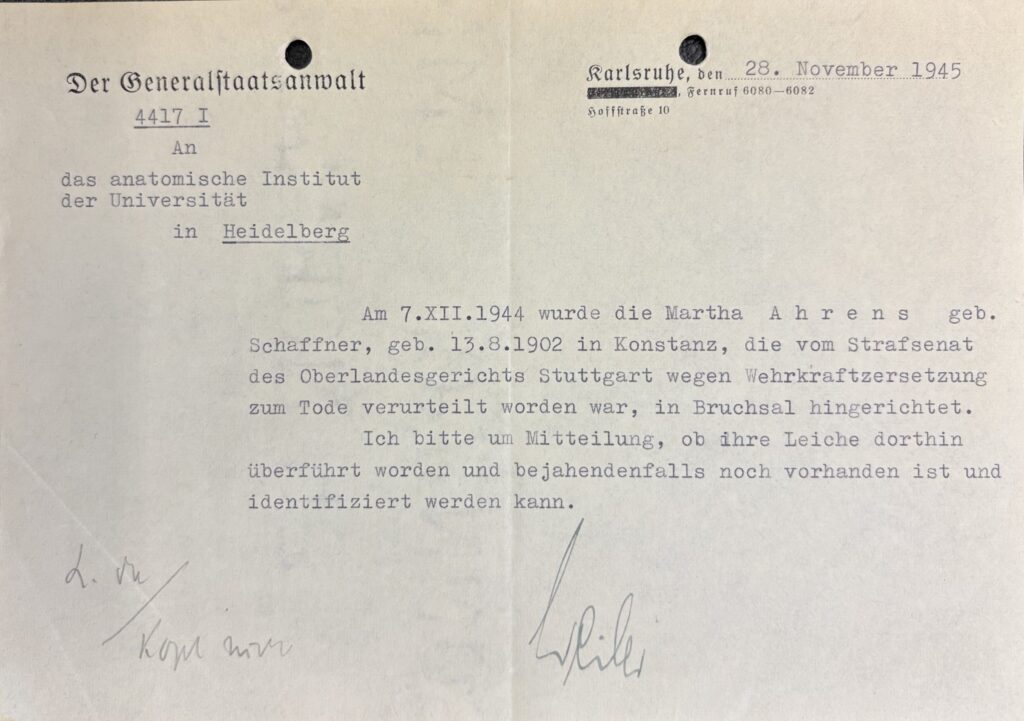 Der Generalstaatsanwalt
4417 I
An
das anatomische Institut
der Universität
in Heidelberg
Karlsruhe, den 28. November 1945
, Fernruf 6080—6082
Hoffstraße 10
Am 7.XII.1944 wurde die Martha A h r e n s geb.
Schaffner, geb. 13.8.1902 in Konstanz, die vom Strafsenat
des Oberlandesgerichts Stuttgart wegen Wehrkraftzersetzung
zum Tode verurteilt worden war, in Bruchsal hingerichtet.
Ich bitte um Mitteilung, ob ihre Leiche dorthin
überführt worden und bejahendenfalls noch vorhanden ist und
identifiziert werden kann.